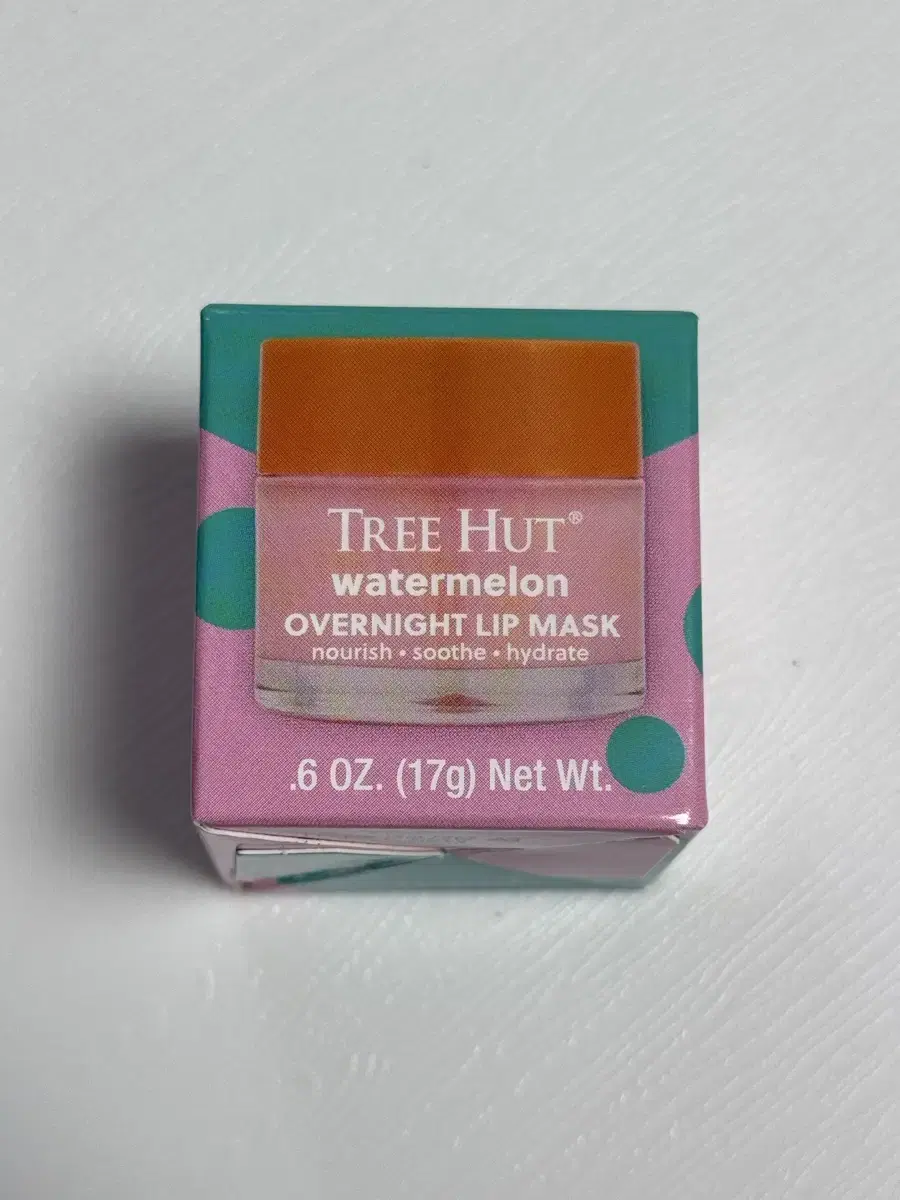 TREE HUT®
watermelon
OVERNIGHT LIP MASK
nourish • soothe • hydrate
.6 OZ. (17g) Net Wt.